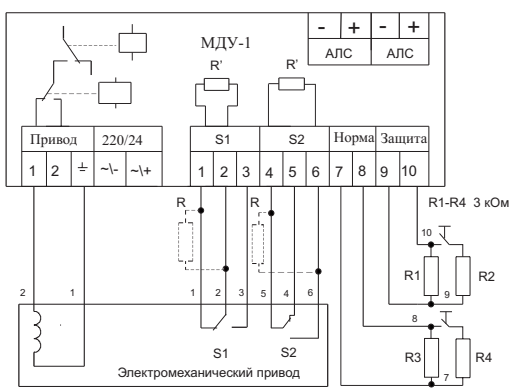 МДУ-1
- + - +
АЛС АЛС
R' R'
Привод 220/24 S1 S2 Норма Защита
1 2 ⏚ ~\- ~\+ 1 2 3 4 5 6 7 8 9 10
R R R1-R4 3 кОм
10
R1 R2
9
2 1 1 2 3 5 4 6
8
S1 S2 R3 R4
7
Электромеханический привод